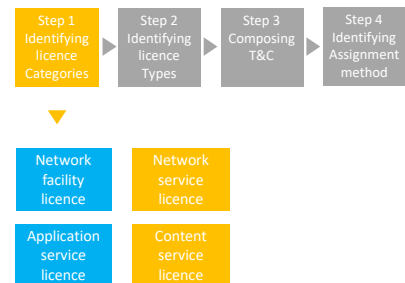 Step 1
Identifying
licence
Categories
Step 2
Identifying
licence
Types
Step 3
Composing
T&C
Step 4
Identifying
Assignment
method
Network
facility
licence
Network
service
licence
Application
service
licence
Content
service
licence